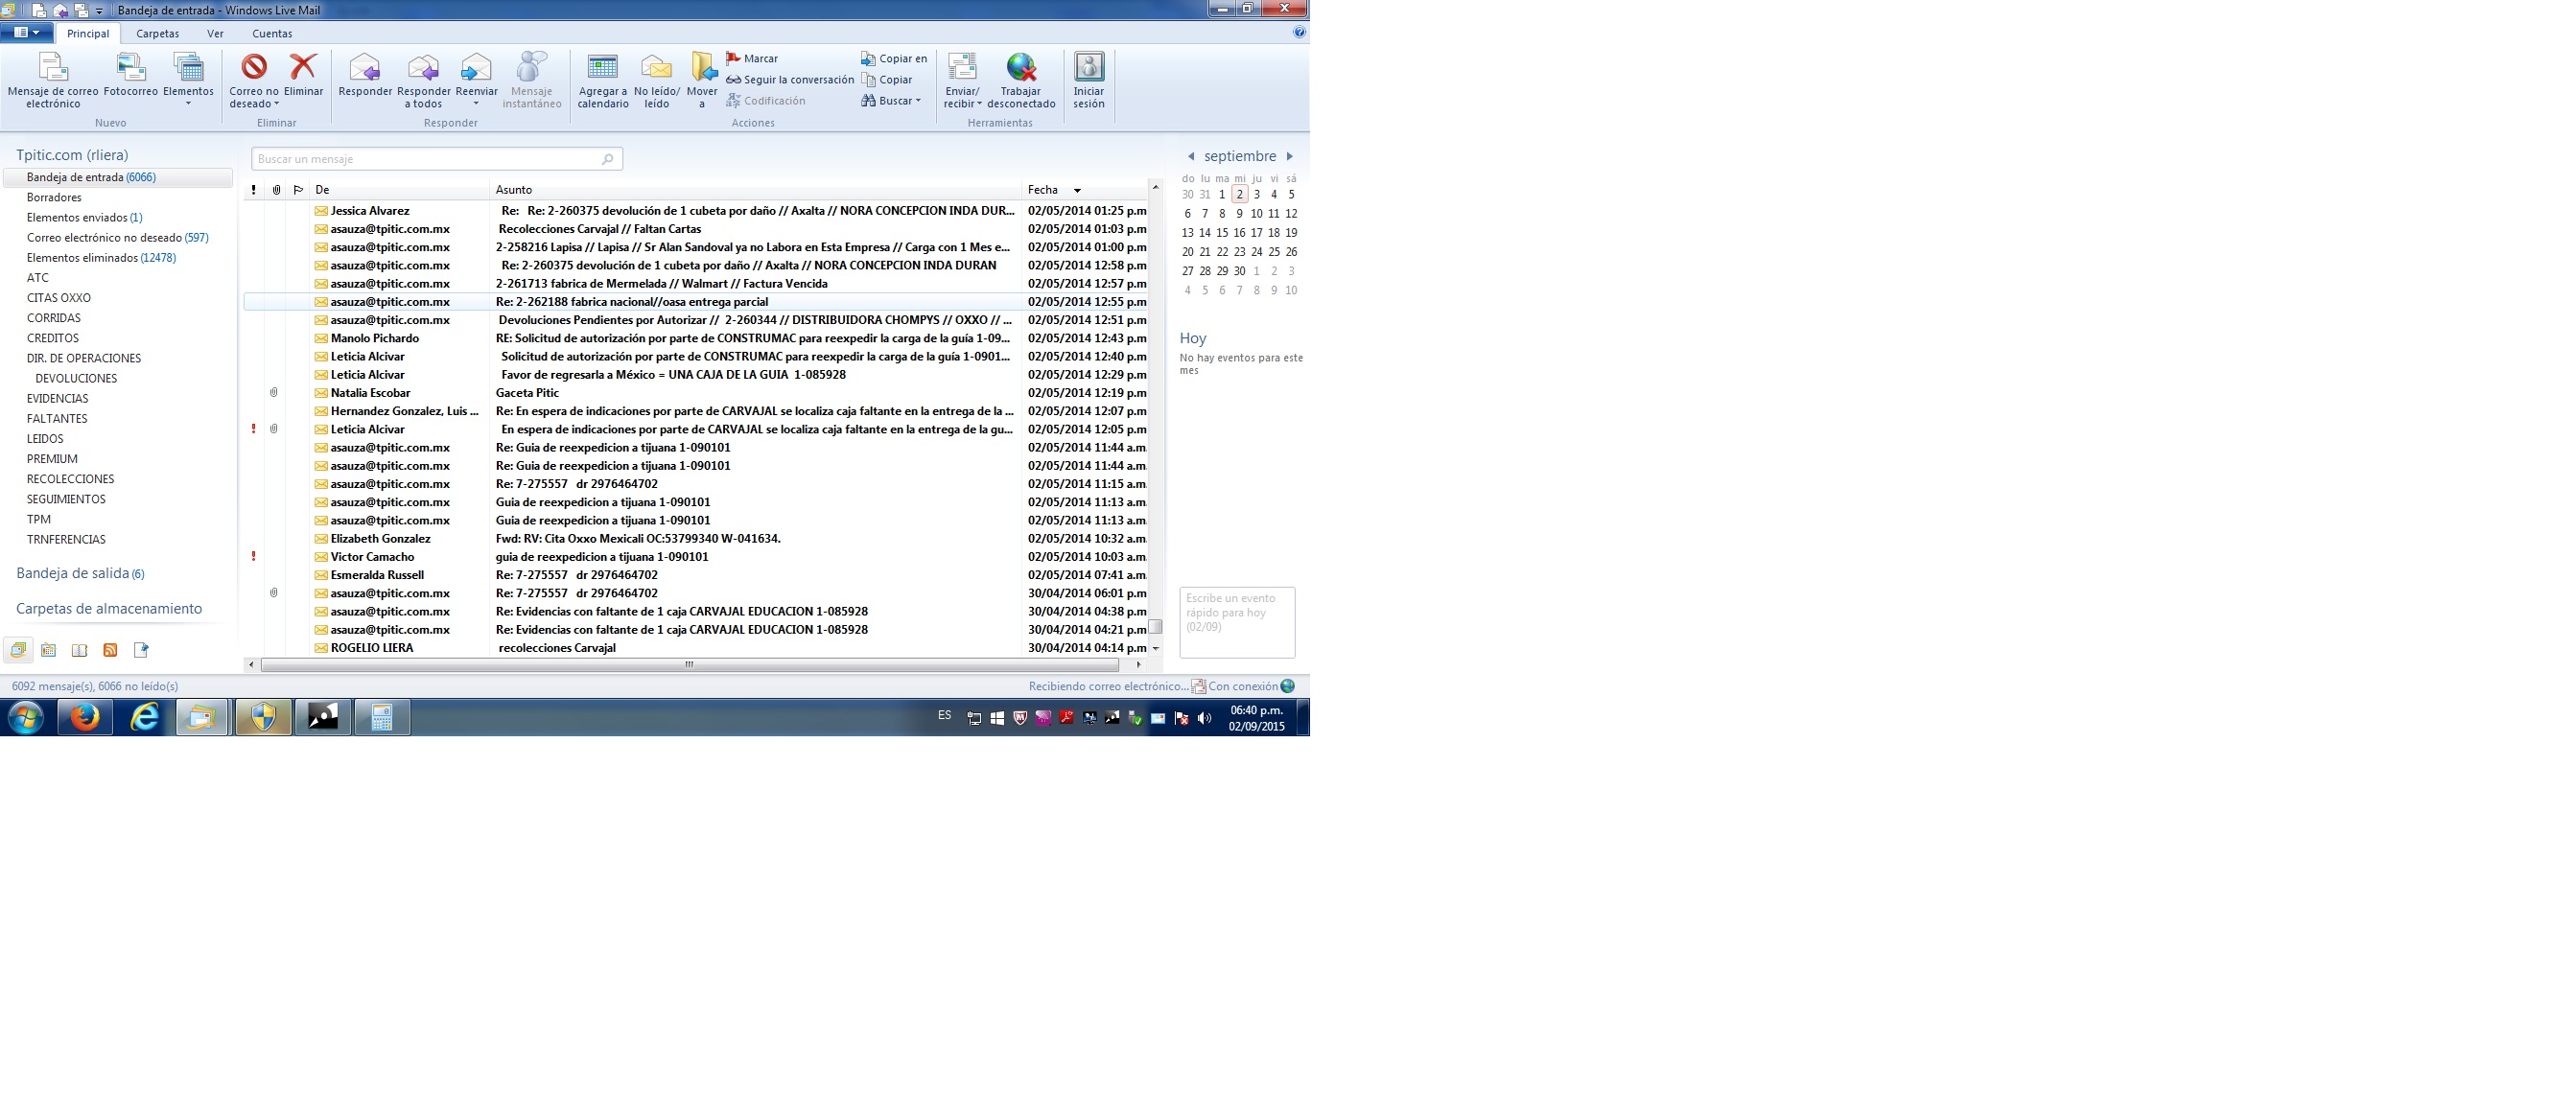 Bandeja de entrada - Windows Live Mail
Principal Carpetas Ver Cuentas
Mensaje de correo electrónico
Fotocorreo
Elementos
Nuevo
Correo no deseado
Eliminar
Eliminar
Responder
Responder a todos
Reenviar
Mensaje instantáneo
Responder
Agregar a calendario
No leído/ leído
Mover a
Marcar
Seguir la conversación
Codificación
Copiar en
Copiar
Buscar
Acciones
Enviar/ recibir
Trabajar desconectado
Herramientas
Iniciar sesión
Tpitic.com (rliera)
Bandeja de entrada (6066)
Borradores
Elementos enviados (1)
Correo electrónico no deseado (597)
Elementos eliminados (12478)
ATC
CITAS OXXO
CORRIDAS
CREDITOS
DIR. DE OPERACIONES
DEVOLUCIONES
EVIDENCIAS
FALTANTES
LEIDOS
PREMIUM
RECOLECCIONES
SEGUIMIENTOS
TPM
TRNFERENCIAS
Bandeja de salida (6)
Carpetas de almacenamiento
Buscar un mensaje
! De Asunto Fecha
Jessica Alvarez Re: Re: 2-260375 devolución de 1 cubeta por daño // Axalta // NORA CONCEPCION INDA DUR... 02/05/2014 01:25 p.m
asauza@tpitic.com.mx Recolecciones Carvajal // Faltan Cartas 02/05/2014 01:03 p.m
asauza@tpitic.com.mx 2-258216 Lapisa // Lapisa // Sr Alan Sandoval ya no Labora en Esta Empresa // Carga con 1 Mes e... 02/05/2014 01:00 p.m
asauza@tpitic.com.mx Re: 2-260375 devolución de 1 cubeta por daño // Axalta // NORA CONCEPCION INDA DURAN 02/05/2014 12:58 p.m
asauza@tpitic.com.mx 2-261713 fabrica de Mermelada // Walmart // Factura Vencida 02/05/2014 12:57 p.m
asauza@tpitic.com.mx Re: 2-262188 fabrica nacional//oasa entrega parcial 02/05/2014 12:55 p.m
asauza@tpitic.com.mx Devoluciones Pendientes por Autorizar // 2-260344 // DISTRIBUIDORA CHOMPYS // OXXO // ... 02/05/2014 12:51 p.m
Manolo Pichardo RE: Solicitud de autorización por parte de CONSTRUMAC para reexpedir la carga de la guía 1-09... 02/05/2014 12:43 p.m
Leticia Alcivar Solicitud de autorización por parte de CONSTRUMAC para reexpedir la carga de la guía 1-0901... 02/05/2014 12:40 p.m
Leticia Alcivar Favor de regresarla a México = UNA CAJA DE LA GUIA 1-085928 02/05/2014 12:29 p.m
Natalia Escobar Gaceta Pitic 02/05/2014 12:19 p.m
Hernandez Gonzalez, Luis ... Re: En espera de indicaciones por parte de CARVAJAL se localiza caja faltante en la entrega de la ... 02/05/2014 12:07 p.m
! Leticia Alcivar En espera de indicaciones por parte de CARVAJAL se localiza caja faltante en la entrega de la gu... 02/05/2014 12:05 p.m
asauza@tpitic.com.mx Re: Guia de reexpedicion a tijuana 1-090101 02/05/2014 11:44 a.m.
asauza@tpitic.com.mx Re: Guia de reexpedicion a tijuana 1-090101 02/05/2014 11:44 a.m.
asauza@tpitic.com.mx Re: 7-275557 dr 2976464702 02/05/2014 11:15 a.m.
asauza@tpitic.com.mx Guia de reexpedicion a tijuana 1-090101 02/05/2014 11:13 a.m.
asauza@tpitic.com.mx Guia de reexpedicion a tijuana 1-090101 02/05/2014 11:13 a.m.
Elizabeth Gonzalez Fwd: RV: Cita Oxxo Mexicali OC:53799340 W-041634. 02/05/2014 10:32 a.m.
! Victor Camacho guia de reexpedicion a tijuana 1-090101 02/05/2014 10:03 a.m.
Esmeralda Russell Re: 7-275557 dr 2976464702 02/05/2014 07:41 a.m.
asauza@tpitic.com.mx Re: 7-275557 dr 2976464702 30/04/2014 06:01 p.m
asauza@tpitic.com.mx Re: Evidencias con faltante de 1 caja CARVAJAL EDUCACION 1-085928 30/04/2014 04:38 p.m
asauza@tpitic.com.mx Re: Evidencias con faltante de 1 caja CARVAJAL EDUCACION 1-085928 30/04/2014 04:21 p.m
ROGELIO LIERA recolecciones Carvajal 30/04/2014 04:14 p.m
septiembre
do lu ma mi ju vi sá
30 31 1 2 3 4 5
6 7 8 9 10 11 12
13 14 15 16 17 18 19
20 21 22 23 24 25 26
27 28 29 30 1 2 3
4 5 6 7 8 9 10
Hoy
No hay eventos para este
mes
Escribe un evento
rápido para hoy
(02/09)
6092 mensaje(s), 6066 no leído(s)
Recibiendo correo electrónico... Con conexión
ES
06:40 p.m.
02/09/2015